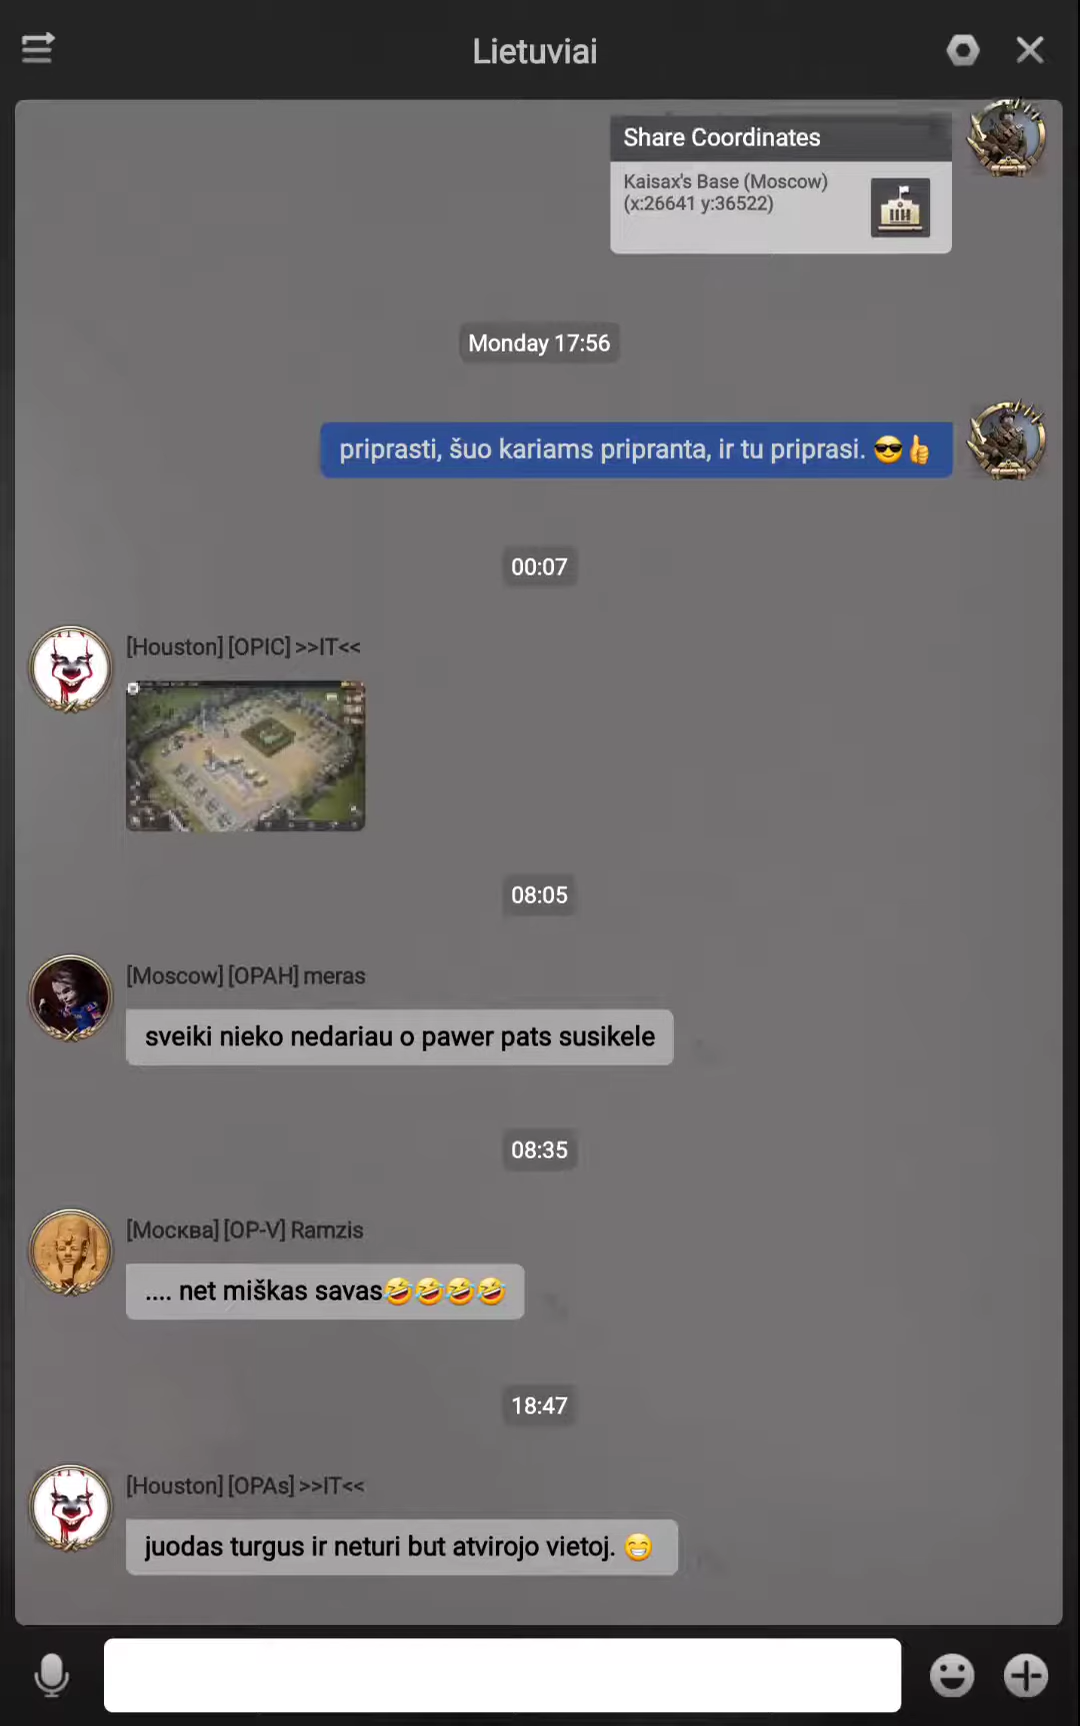 Lietuviai
Share Coordinates
Kaisax's Base (Moscow)
(x:26641 y:36522)
Monday 17:56
priprasti, šuo kariams pripranta, ir tu priprasi. 😎👍
00:07
[Houston] [OPIC] >>IT<<
08:05
[Moscow] [OPAH] meras
sveiki nieko nedariau o pawer pats susikele
08:35
[Москва] [OP-V] Ramzis
.... net miškas savas🤣🤣🤣🤣
18:47
[Houston] [OPAs] >>IT<<
juodas turgus ir neturi but atvirojo vietoj. 😁